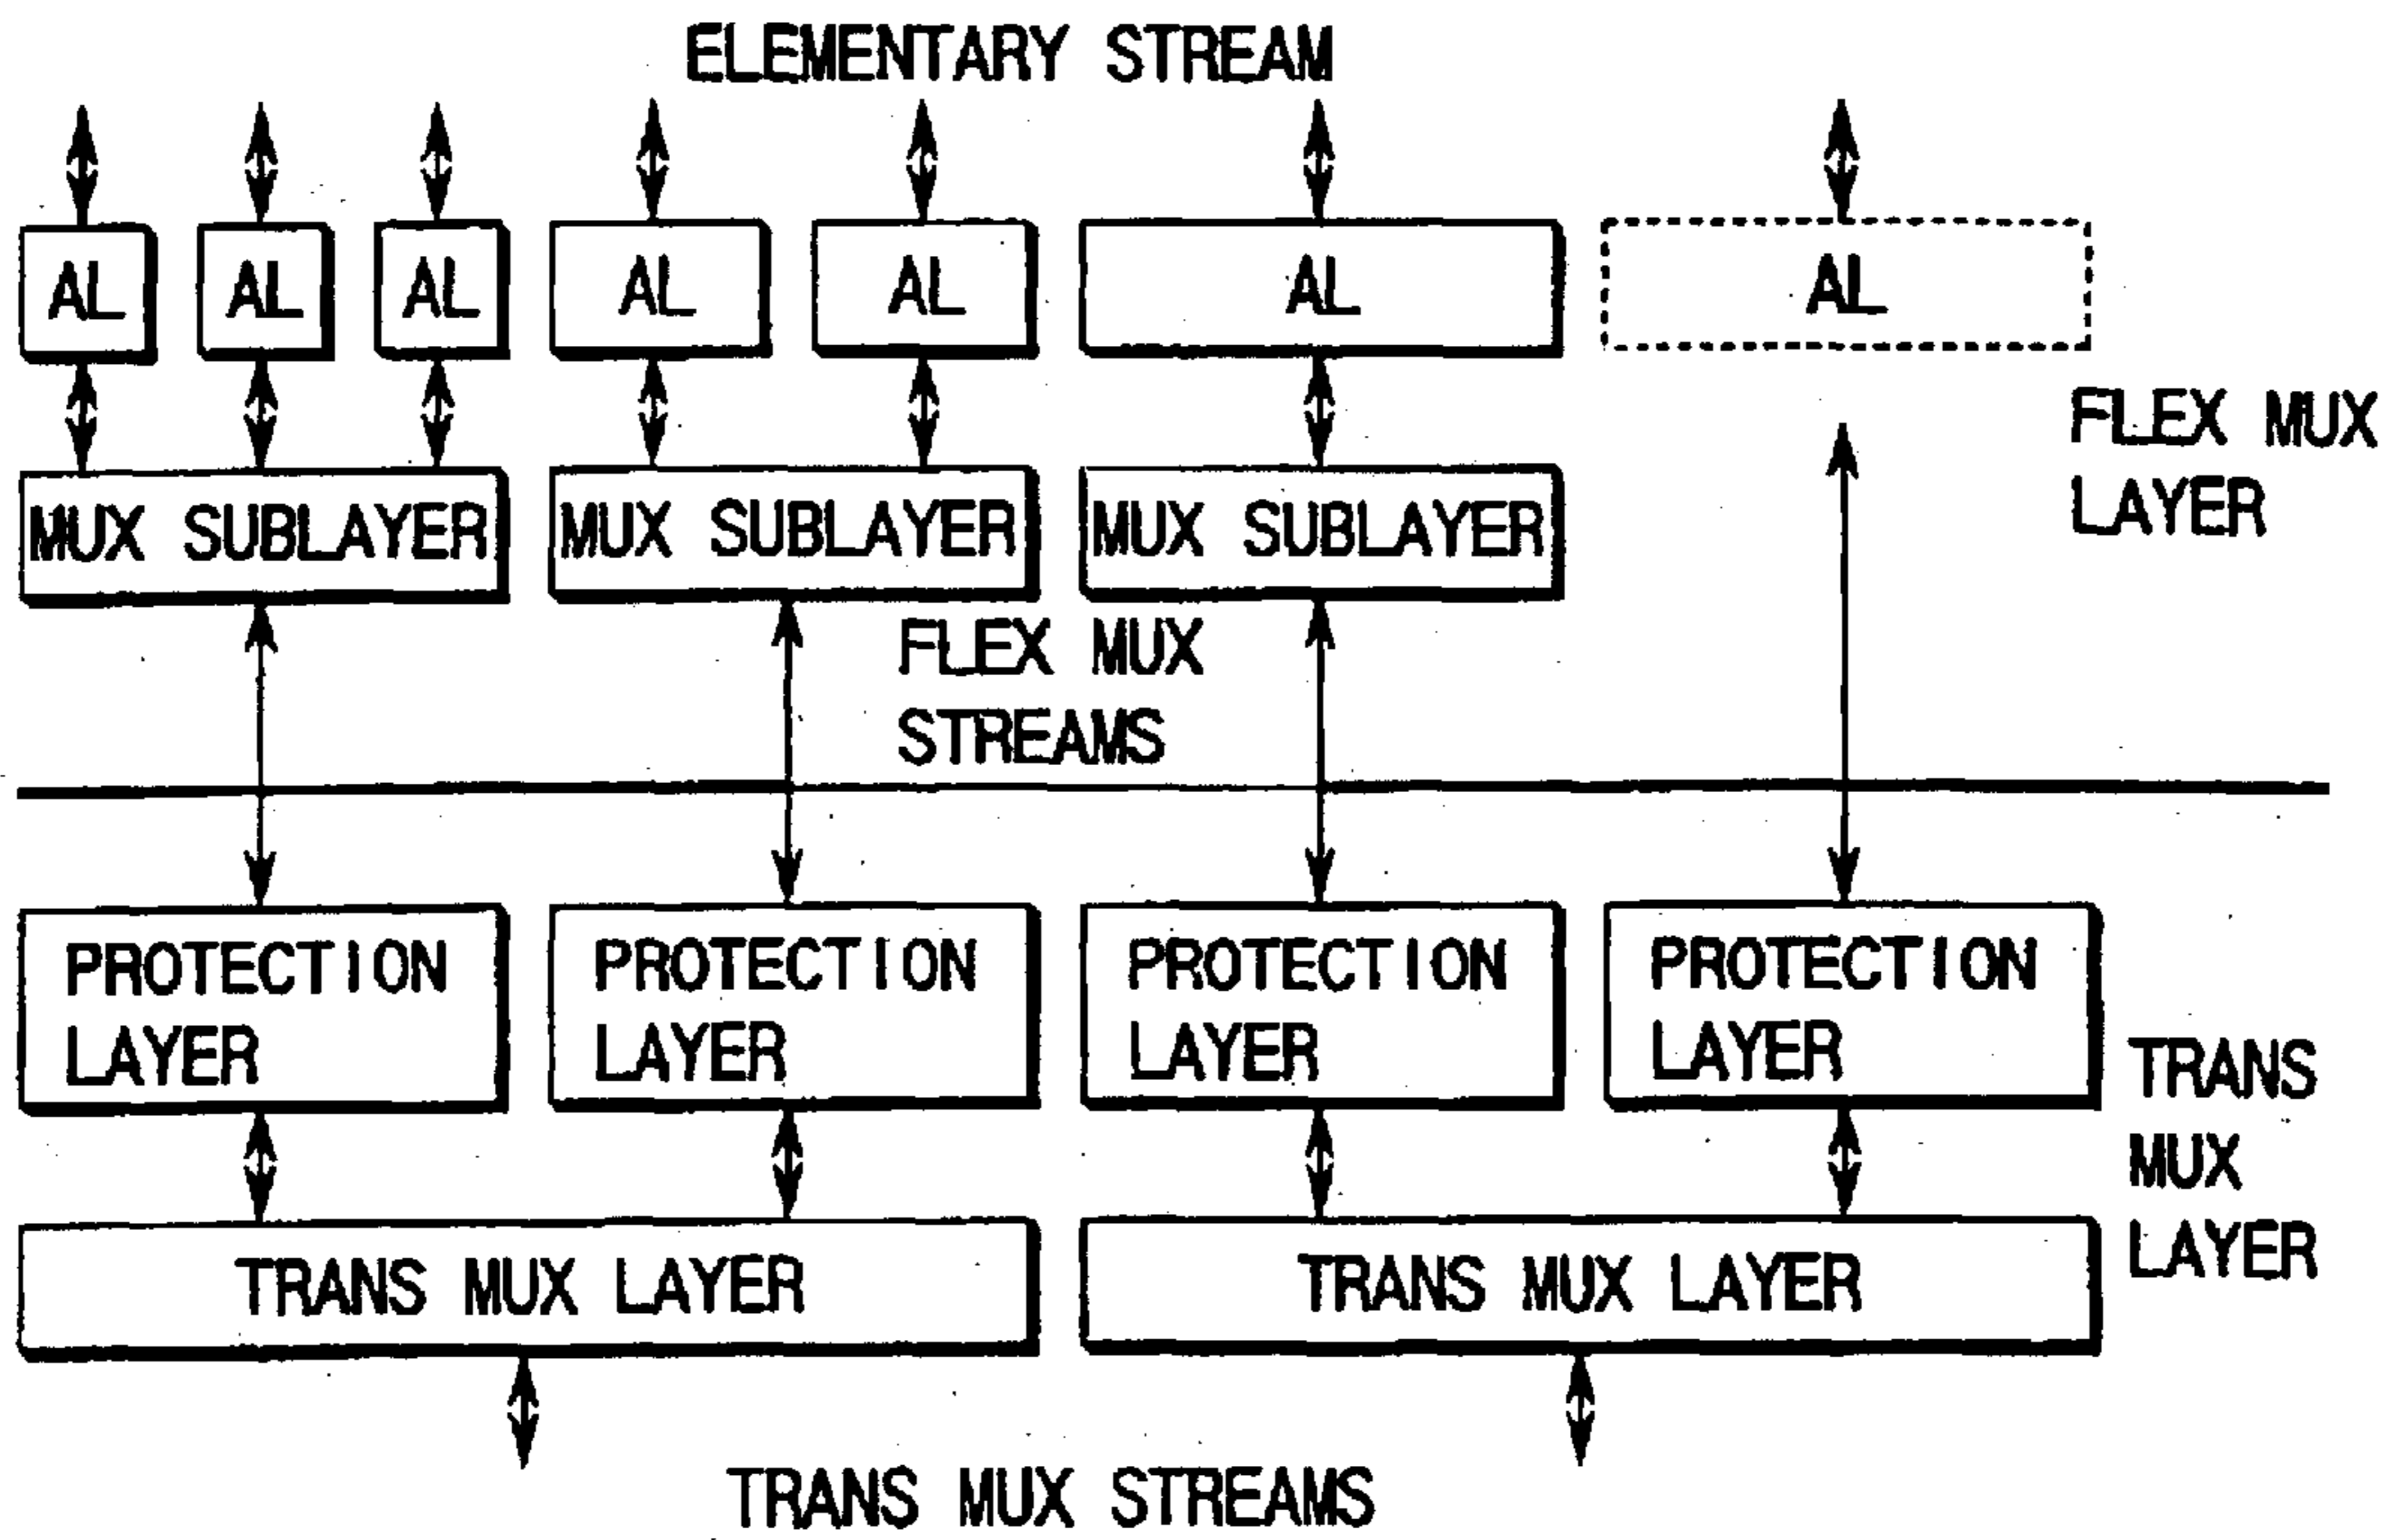 ELEMENTARY STREAM
AL AL AL AL AL AL AL
FLEX MUX
LAYER
MUX SUBLAYER MUX SUBLAYER MUX SUBLAYER
FLEX MUX
STREAMS
PROTECTION
LAYER
PROTECTION
LAYER
PROTECTION
LAYER
PROTECTION
LAYER
TRANS
MUX
LAYER
TRANS MUX LAYER TRANS MUX LAYER
TRANS MUX STREAMS